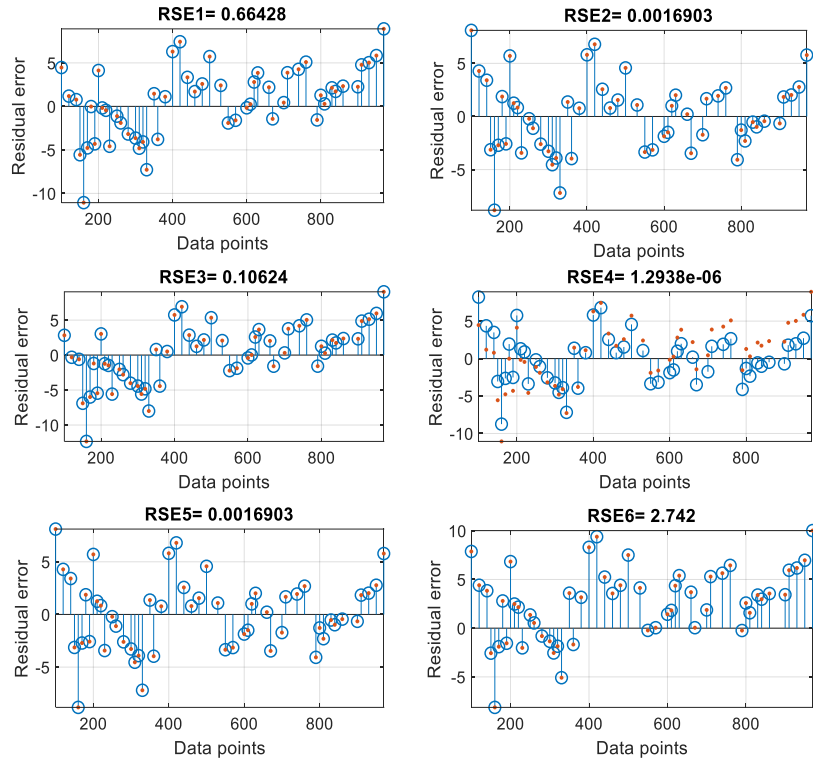 RSE1= 0.66428
Residual error
5
0
-5
-10
200 400 600 800
Data points
RSE2= 0.0016903
Residual error
5
0
-5
200 400 600 800
Data points
RSE3= 0.10624
Residual error
5
0
-5
-10
200 400 600 800
Data points
RSE4= 1.2938e-06
Residual error
5
0
-5
-10
200 400 600 800
Data points
RSE5= 0.0016903
Residual error
5
0
-5
200 400 600 800
Data points
RSE6= 2.742
Residual error
10
5
0
-5
200 400 600 800
Data points